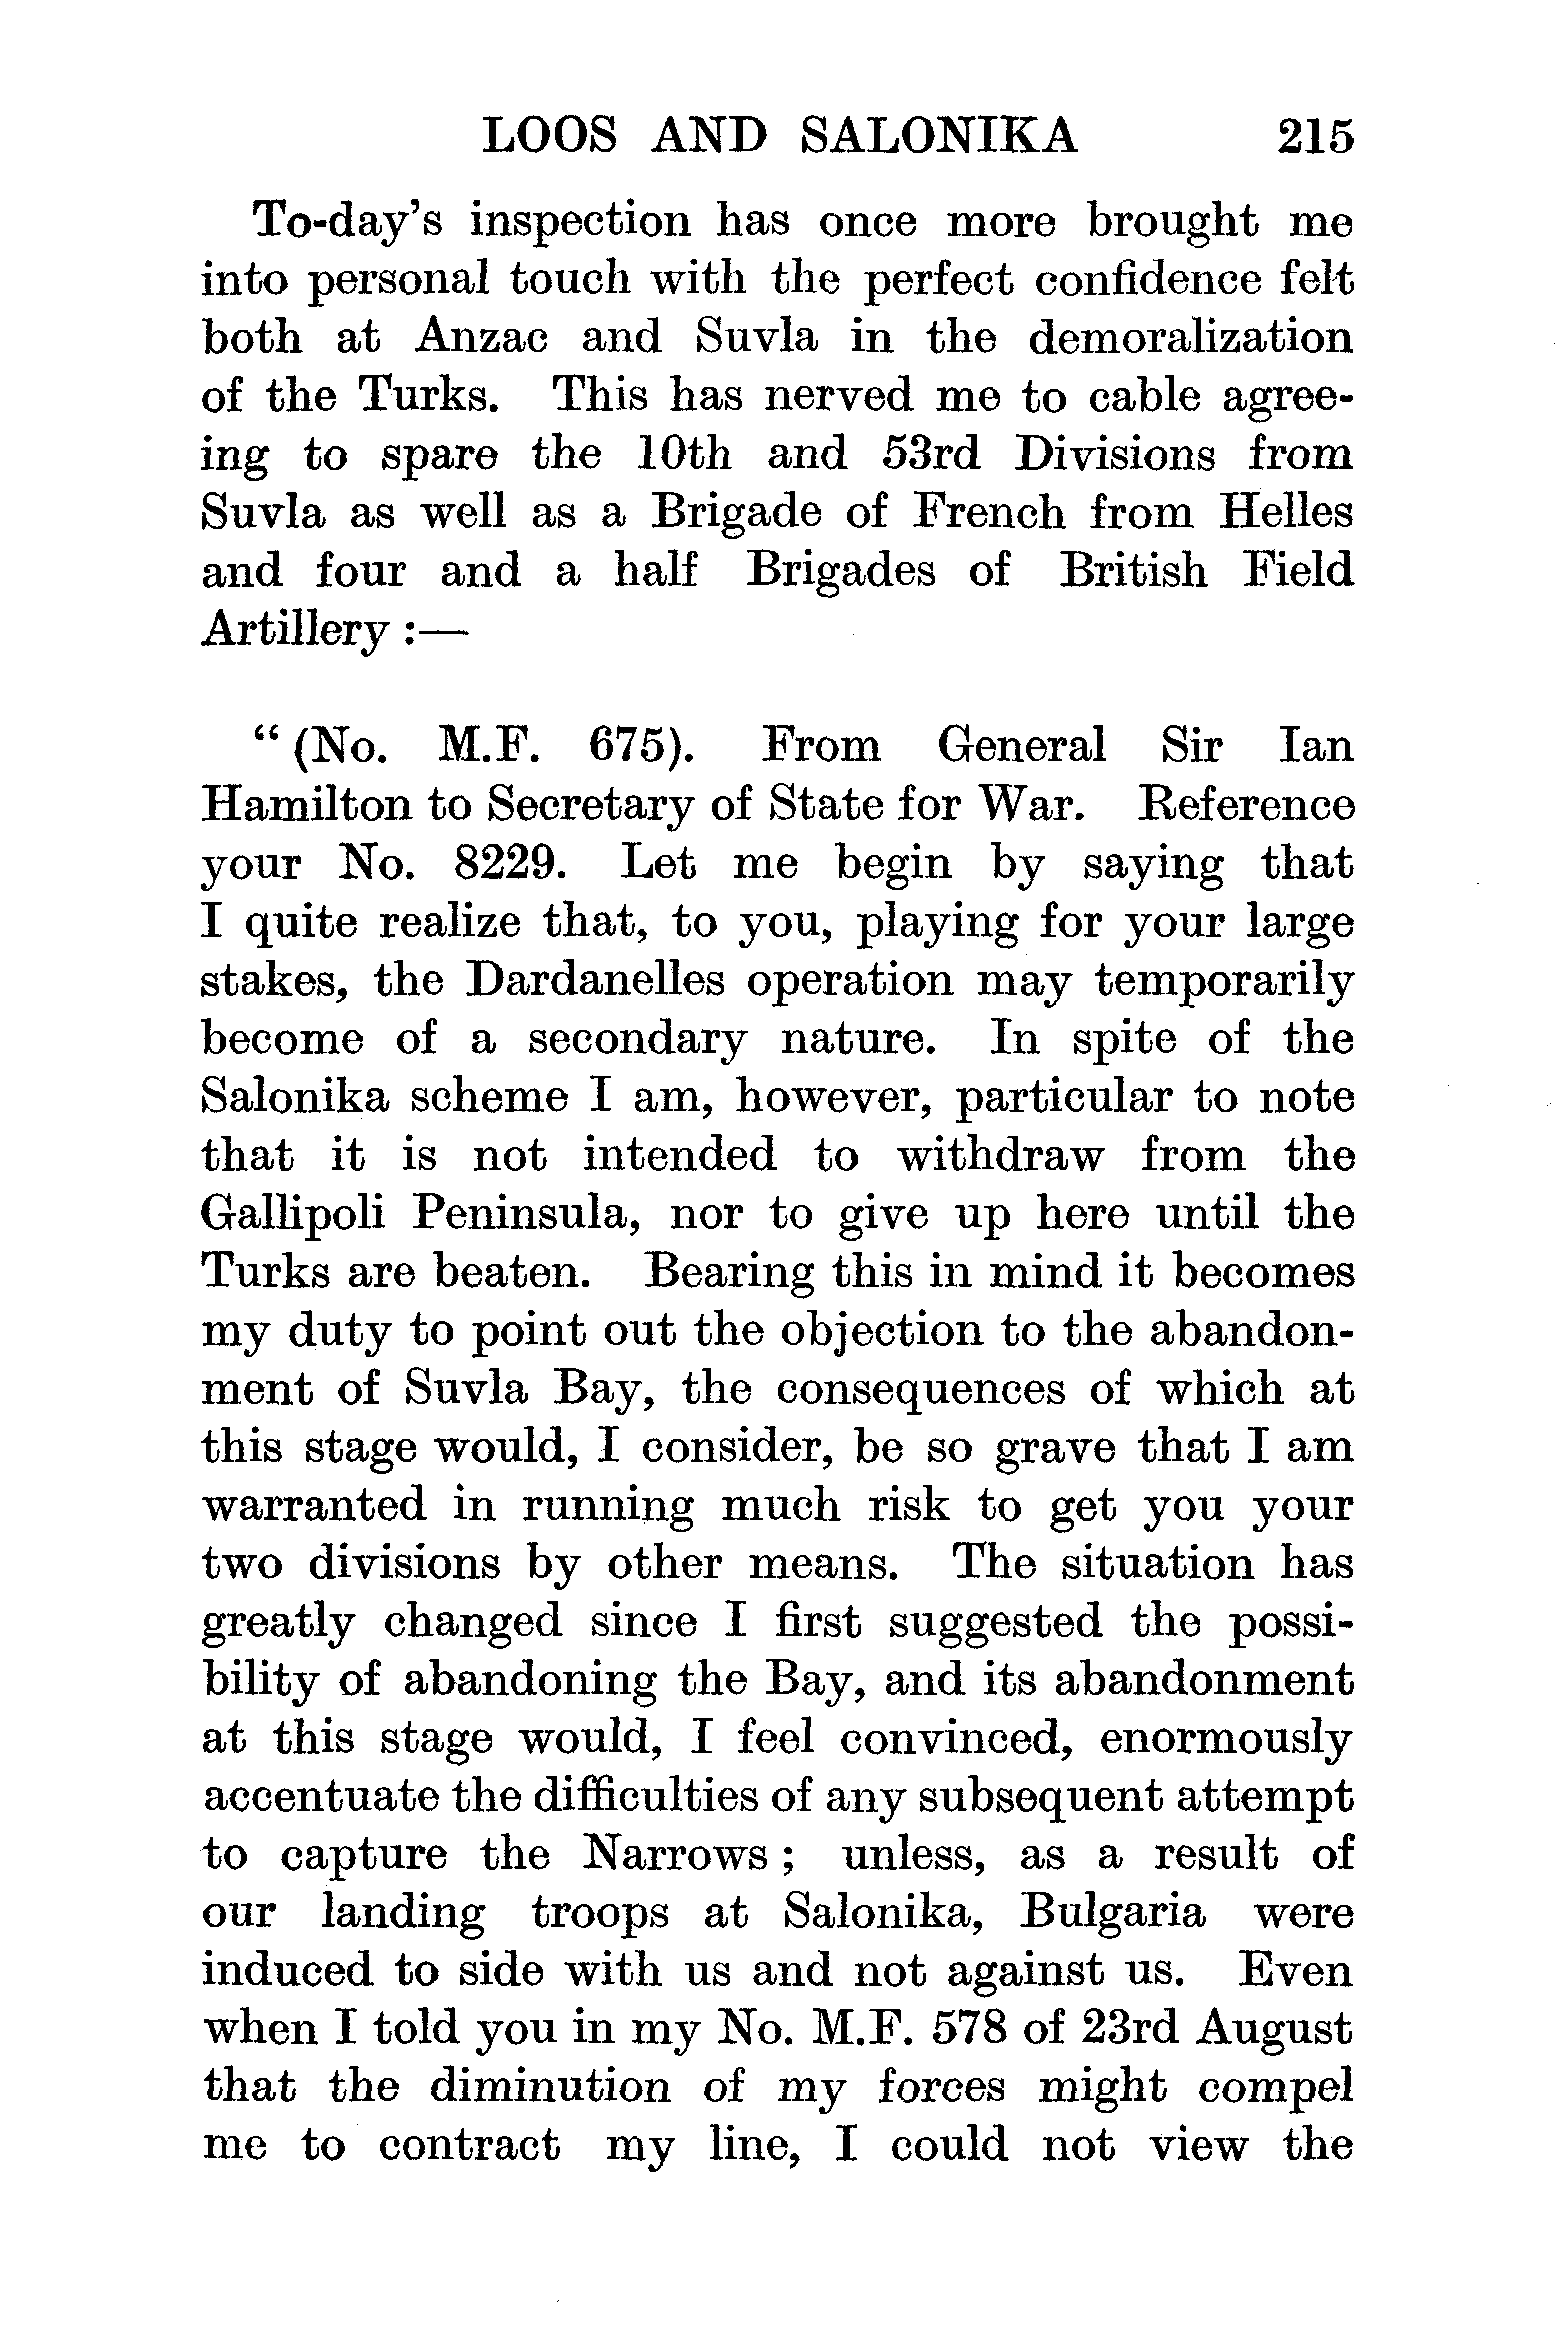 LOOS AND SALONIKA 215
To-day's inspection has once more brought me
into personal touch with the perfect confidence felt
both at Anzac and Suvla in the demoralization
of the Turks. This has nerved me to cable agree-
ing to spare the 10th and 53rd Divisions from
Suvla as well as a Brigade of French from Helles
and four and a half Brigades of British Field
Artillery :—
“ (No. M.F. 675). From General Sir Ian
Hamilton to Secretary of State for War. Reference
your No. 8229. Let me begin by saying that
I quite realize that, to you, playing for your large
stakes, the Dardanelles operation may temporarily
become of a secondary nature. In spite of the
Salonika scheme I am, however, particular to note
that it is not intended to withdraw from the
Gallipoli Peninsula, nor to give up here until the
Turks are beaten. Bearing this in mind it becomes
my duty to point out the objection to the abandon-
ment of Suvla Bay, the consequences of which at
this stage would, I consider, be so grave that I am
warranted in running much risk to get you your
two divisions by other means. The situation has
greatly changed since I first suggested the possi-
bility of abandoning the Bay, and its abandonment
at this stage would, I feel convinced, enormously
accentuate the difficulties of any subsequent attempt
to capture the Narrows ; unless, as a result of
our landing troops at Salonika, Bulgaria were
induced to side with us and not against us. Even
when I told you in my No. M.F. 578 of 23rd August
that the diminution of my forces might compel
me to contract my line, I could not view the